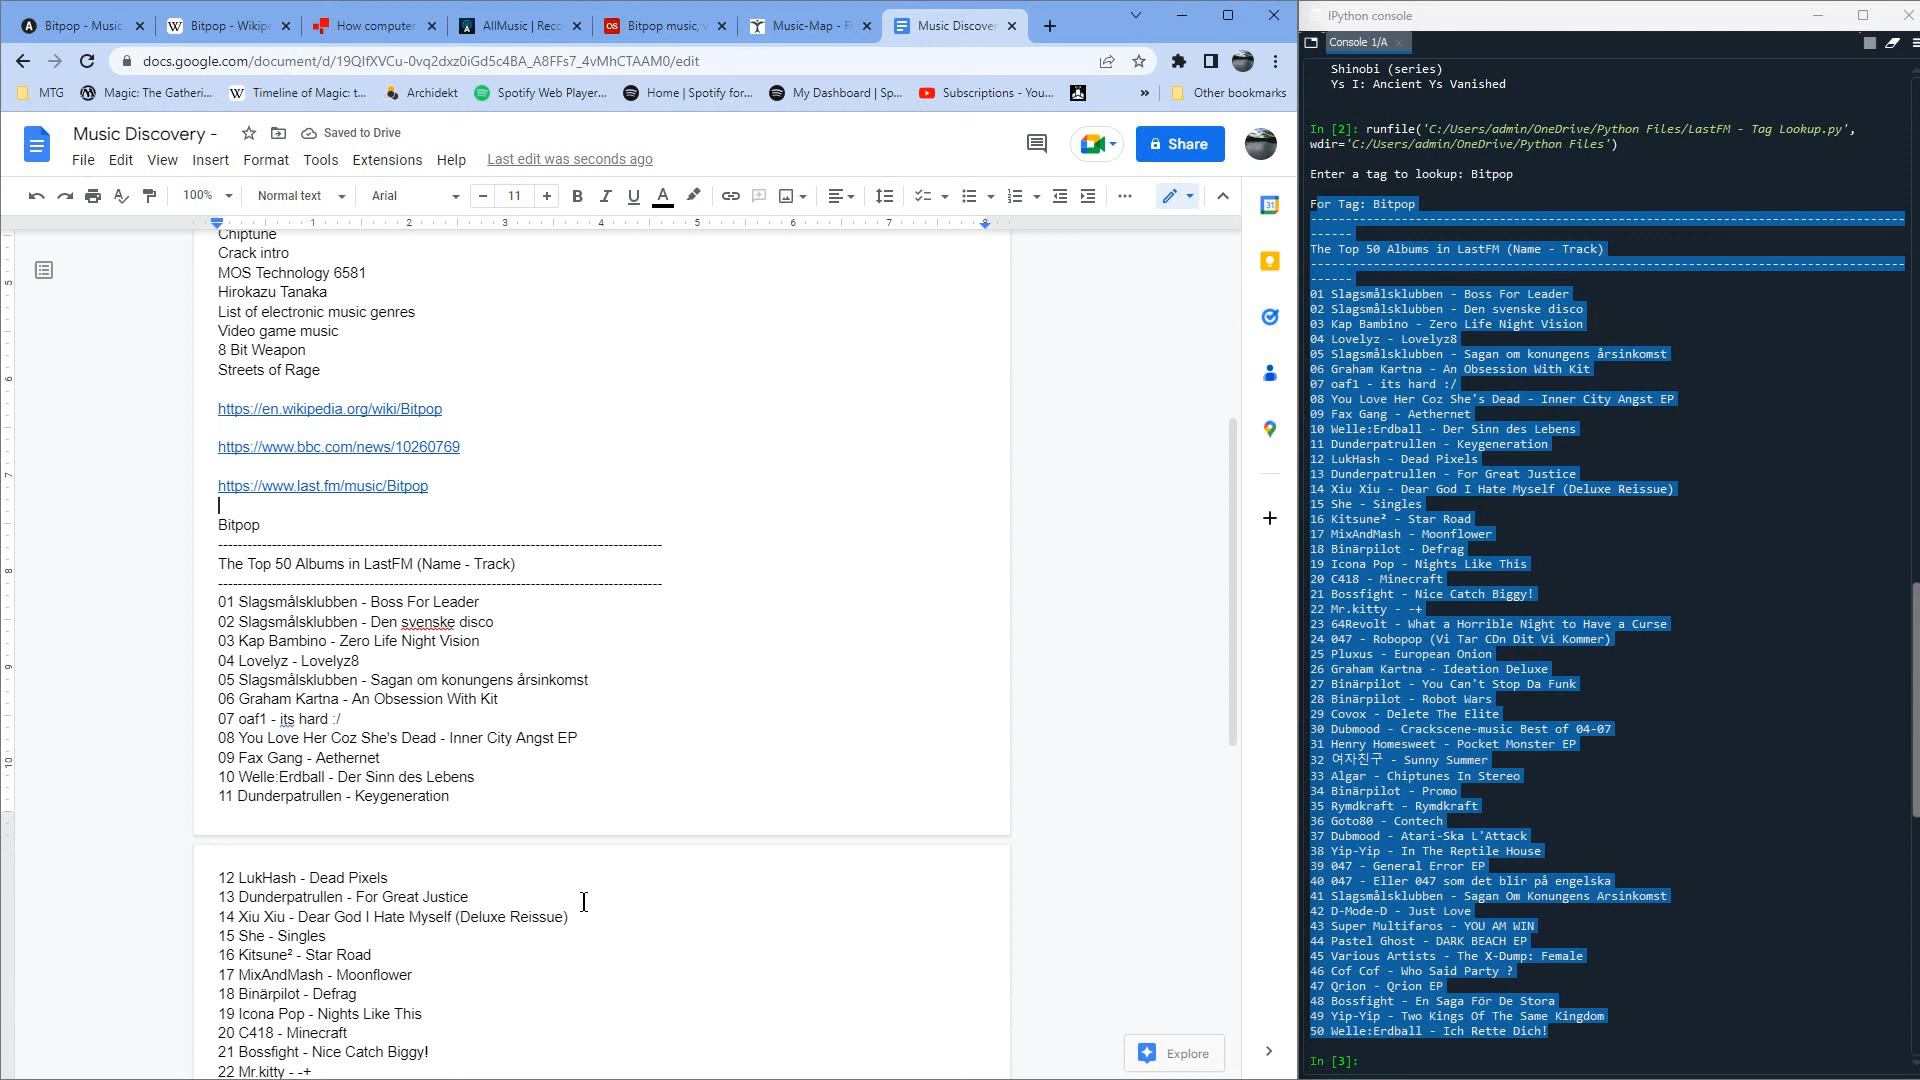 Bitpop - Music
Bitpop - Wikipe
How computer
AllMusic | Reco
Bitpop music, v
Music-Map - Fi
Music Discover
docs.google.com/document/d/19QIfXVCu-0vq2dxz0iGd5c4BA_A8FFs7_4vMhCTAAM0/edit
MTG
Magic: The Gatheri...
Timeline of Magic: t...
Archidekt
Spotify Web Player...
Home | Spotify for...
My Dashboard | Sp...
Subscriptions - You...
»
Other bookmarks
Music Discovery -
Saved to Drive
Share
File Edit View Insert Format Tools Extensions Help Last edit was seconds ago
100% Normal text Arial 11
1 2 3 4 5 6 7 8
Chiptune
Crack intro
MOS Technology 6581
Hirokazu Tanaka
List of electronic music genres
Video game music
8 Bit Weapon
Streets of Rage
https://en.wikipedia.org/wiki/Bitpop
https://www.bbc.com/news/10260769
https://www.last.fm/music/Bitpop
Bitpop
------------------------------------------------------------------------------------------
The Top 50 Albums in LastFM (Name - Track)
------------------------------------------------------------------------------------------
01 Slagsmålsklubben - Boss For Leader
02 Slagsmålsklubben - Den svenske disco
03 Kap Bambino - Zero Life Night Vision
04 Lovelyz - Lovelyz8
05 Slagsmålsklubben - Sagan om konungens årsinkomst
06 Graham Kartna - An Obsession With Kit
07 oaf1 - its hard :/
08 You Love Her Coz She's Dead - Inner City Angst EP
09 Fax Gang - Aethernet
10 Welle:Erdball - Der Sinn des Lebens
11 Dunderpatrullen - Keygeneration
12 LukHash - Dead Pixels
13 Dunderpatrullen - For Great Justice
14 Xiu Xiu - Dear God I Hate Myself (Deluxe Reissue)
15 She - Singles
16 Kitsune² - Star Road
17 MixAndMash - Moonflower
18 Binärpilot - Defrag
19 Icona Pop - Nights Like This
20 C418 - Minecraft
21 Bossfight - Nice Catch Biggy!
22 Mr.kitty - -+
Explore
IPython console
Console 1/A
Shinobi (series)
Ys I: Ancient Ys Vanished
In [2]: runfile('C:/Users/admin/OneDrive/Python Files/LastFM - Tag Lookup.py',
wdir='C:/Users/admin/OneDrive/Python Files')
Enter a tag to lookup: Bitpop
For Tag: Bitpop
------------------------------------------------------------------------------------
------
The Top 50 Albums in LastFM (Name - Track)
------------------------------------------------------------------------------------
------
01 Slagsmålsklubben - Boss For Leader
02 Slagsmålsklubben - Den svenske disco
03 Kap Bambino - Zero Life Night Vision
04 Lovelyz - Lovelyz8
05 Slagsmålsklubben - Sagan om konungens årsinkomst
06 Graham Kartna - An Obsession With Kit
07 oaf1 - its hard :/
08 You Love Her Coz She's Dead - Inner City Angst EP
09 Fax Gang - Aethernet
10 Welle:Erdball - Der Sinn des Lebens
11 Dunderpatrullen - Keygeneration
12 LukHash - Dead Pixels
13 Dunderpatrullen - For Great Justice
14 Xiu Xiu - Dear God I Hate Myself (Deluxe Reissue)
15 She - Singles
16 Kitsune² - Star Road
17 MixAndMash - Moonflower
18 Binärpilot - Defrag
19 Icona Pop - Nights Like This
20 C418 - Minecraft
21 Bossfight - Nice Catch Biggy!
22 Mr.kitty - -+
23 64Revolt - What a Horrible Night to Have a Curse
24 047 - Robopop (Vi Tar CDn Dit Vi Kommer)
25 Pluxus - European Onion
26 Graham Kartna - Ideation Deluxe
27 Binärpilot - You Can't Stop Da Funk
28 Binärpilot - Robot Wars
29 Covox - Delete The Elite
30 Dubmood - Crackscene-music Best of 04-07
31 Henry Homesweet - Pocket Monster EP
32 여자친구 - Sunny Summer
33 Algar - Chiptunes In Stereo
34 Binärpilot - Promo
35 Rymdkraft - Rymdkraft
36 Goto80 - Contech
37 Dubmood - Atari-Ska L'Attack
38 Yip-Yip - In The Reptile House
39 047 - General Error EP
40 047 - Eller 047 som det blir på engelska
41 Slagsmålsklubben - Sagan Om Konungens Arsinkomst
42 D-Mode-D - Just Love
43 Super Multifaros - YOU AM WIN
44 Pastel Ghost - DARK BEACH EP
45 Various Artists - The X-Dump: Female
46 Cof Cof - Who Said Party ?
47 Qrion - Qrion EP
48 Bossfight - En Saga För De Stora
49 Yip-Yip - Two Kings Of The Same Kingdom
50 Welle:Erdball - Ich Rette Dich!
In [3]: